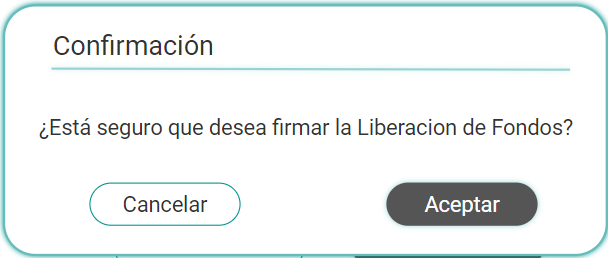 Confirmación
¿Está seguro que desea firmar la Liberacion de Fondos?
Cancelar
Aceptar